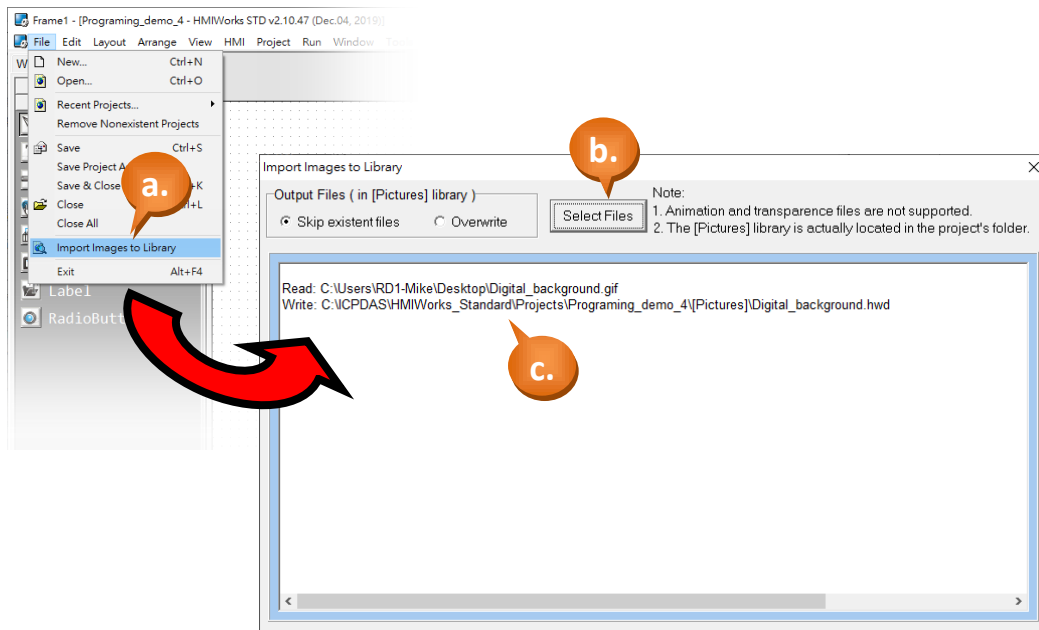 Frame1 - [Programing_demo_4 - HMIWorks STD v2.10.47 (Dec.04, 2019)]
File Edit Layout Arrange View HMI Project Run Window
W
New... Ctrl+N
Open... Ctrl+O
Recent Projects...
Remove Nonexistent Projects
Save Ctrl+S
Save Project A
Save & Close +K
Close +L
Close All
Import Images to Library
Exit Alt+F4
Label
RadioButt
a.
b.
Import Images to Library
Output Files ( in [Pictures] library )
Skip existent files Overwrite
Select Files
Note:
1. Animation and transparence files are not supported.
2. The [Pictures] library is actually located in the project's folder.
Read: C:\Users\RD1-Mike\Desktop\Digital_background.gif
Write: C:\ICPDAS\HMIWorks_Standard\Projects\Programing_demo_4\[Pictures]\Digital_background.hwd
c.